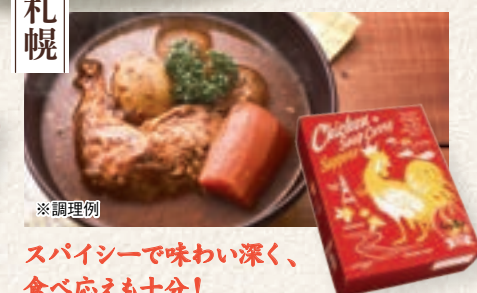 札幌
※調理例
Chicken
Soup Curry
Sapporo
スパイシーで味わい深く、
食べ応えも十分！